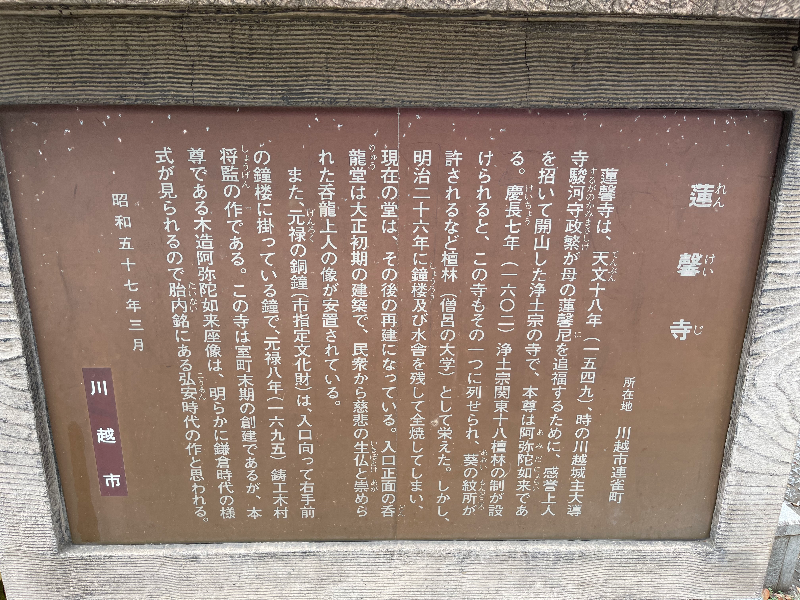 蓮馨寺
所在地 川越市連雀町
蓮馨寺は、天文十八年（一五四九）、時の川越城主大導
寺駿河守政繁が母の蓮馨尼を追福するために、感誉上人
を招いて開山した浄土宗の寺で、本尊は阿弥陀如来であ
る。慶長七年（一六〇二）浄土宗関東十八檀林の制が設
けられると、この寺もその一つに列せられ、葵の紋所が
許されるなど檀林（僧呂の大学）として栄えた。しかし、
明治二十六年に鐘楼及び水舎を残して全焼してしまい、
現在の堂は、その後の再建になっている。入口正面の呑
龍堂は大正初期の建築で、民衆から慈悲の生仏と崇めら
れた呑龍上人の像が安置されている。
また、元禄の銅鐘（市指定文化財）は、入口向って右手前
の鐘楼に掛っている鐘で、元禄八年（一六九五）鋳工木村
将監の作である。この寺は室町末期の創建であるが、本
尊である木造阿弥陀如来座像は、明らかに鎌倉時代の様
式が見られるので胎内銘にある弘安時代の作と思われる。
昭和五十七年三月
川越市